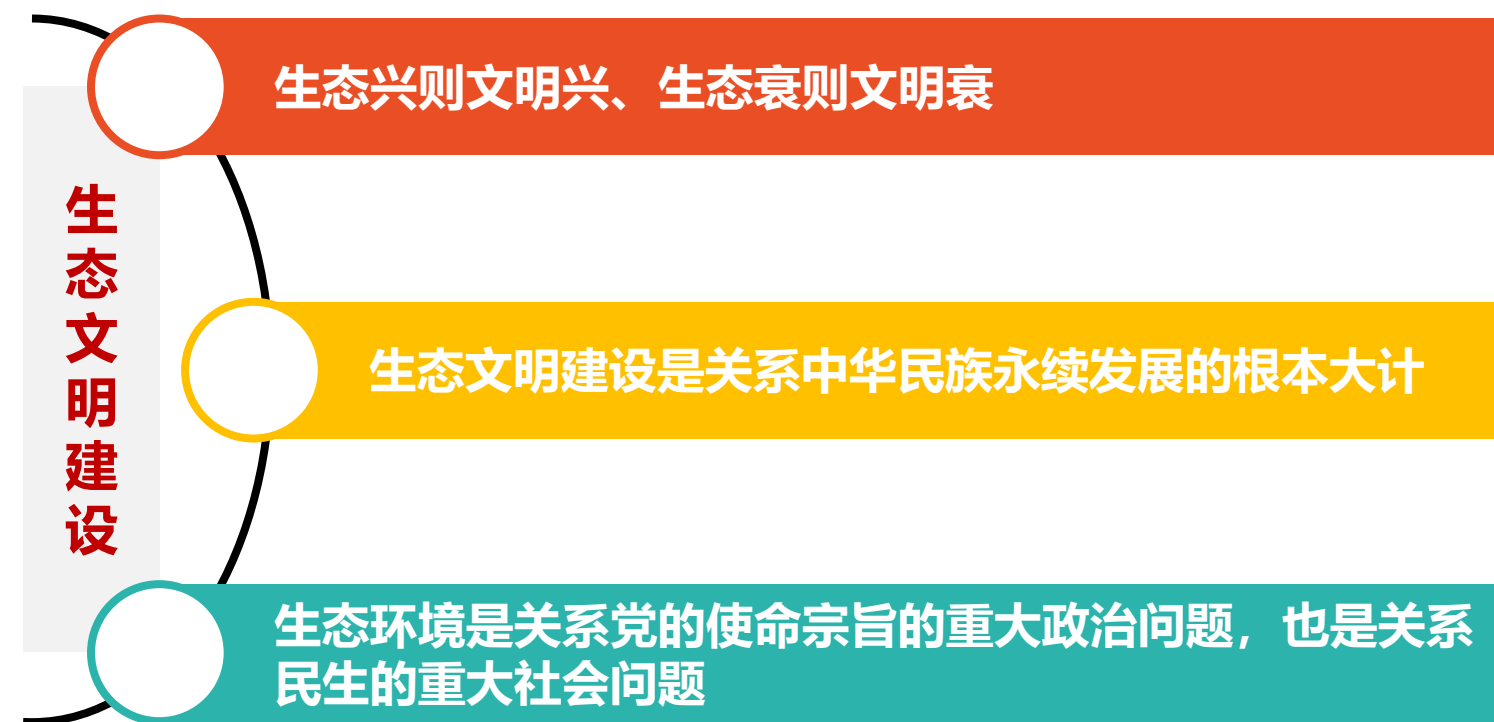 生态文明建设
生态兴则文明兴、生态衰则文明衰
生态文明建设是关系中华民族永续发展的根本大计
生态环境是关系党的使命宗旨的重大政治问题，也是关系
民生的重大社会问题